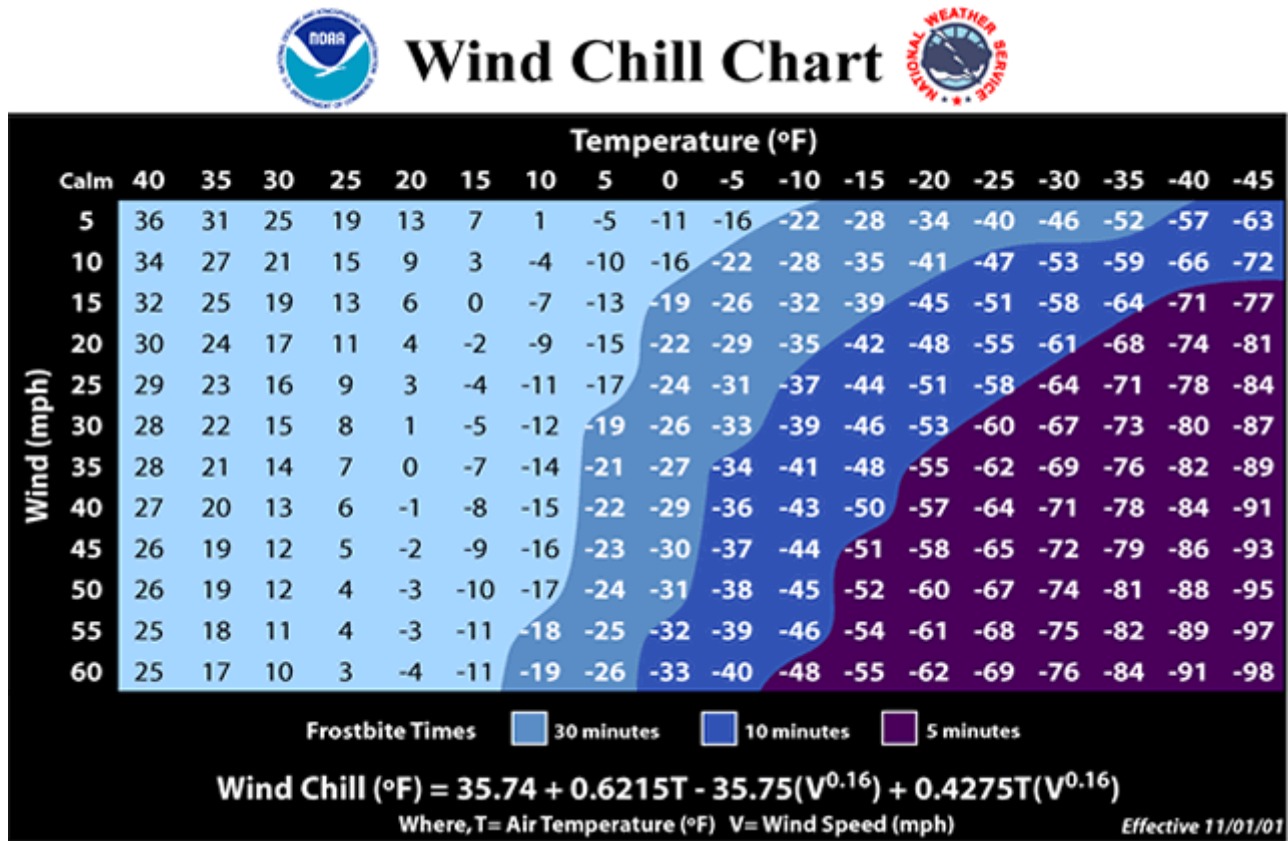 NOAA
NATIONAL OCEANIC AND ATMOSPHERIC ADMINISTRATION
U.S. DEPARTMENT OF COMMERCE
Wind Chill Chart
NATIONAL WEATHER SERVICE
Temperature (ºF)
Calm 40 35 30 25 20 15 10 5 0 -5 -10 -15 -20 -25 -30 -35 -40 -45
5 36 31 25 19 13 7 1 -5 -11 -16 -22 -28 -34 -40 -46 -52 -57 -63
10 34 27 21 15 9 3 -4 -10 -16 -22 -28 -35 -41 -47 -53 -59 -66 -72
15 32 25 19 13 6 0 -7 -13 -19 -26 -32 -39 -45 -51 -58 -64 -71 -77
20 30 24 17 11 4 -2 -9 -15 -22 -29 -35 -42 -48 -55 -61 -68 -74 -81
25 29 23 16 9 3 -4 -11 -17 -24 -31 -37 -44 -51 -58 -64 -71 -78 -84
30 28 22 15 8 1 -5 -12 -19 -26 -33 -39 -46 -53 -60 -67 -73 -80 -87
35 28 21 14 7 0 -7 -14 -21 -27 -34 -41 -48 -55 -62 -69 -76 -82 -89
40 27 20 13 6 -1 -8 -15 -22 -29 -36 -43 -50 -57 -64 -71 -78 -84 -91
45 26 19 12 5 -2 -9 -16 -23 -30 -37 -44 -51 -58 -65 -72 -79 -86 -93
50 26 19 12 4 -3 -10 -17 -24 -31 -38 -45 -52 -60 -67 -74 -81 -88 -95
55 25 18 11 4 -3 -11 -18 -25 -32 -39 -46 -54 -61 -68 -75 -82 -89 -97
60 25 17 10 3 -4 -11 -19 -26 -33 -40 -48 -55 -62 -69 -76 -84 -91 -98
Wind (mph)
Frostbite Times 30 minutes 10 minutes 5 minutes
Wind Chill (ºF) = 35.74 + 0.6215T - 35.75(V^0.16) + 0.4275T(V^0.16)
Where, T= Air Temperature (ºF) V= Wind Speed (mph)
Effective 11/01/01